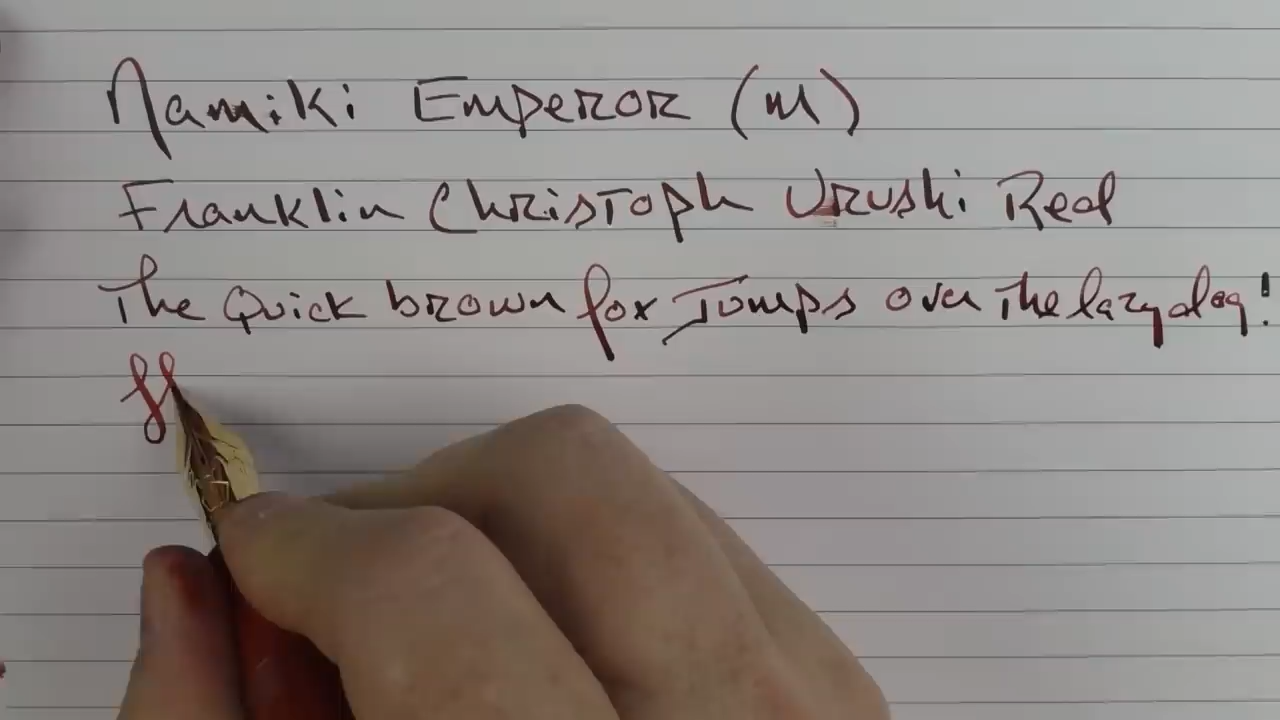 Namiki Emperor (M)
Franklin Christoph Urushi Red
The Quick brown fox Jumps over The lazy dog!